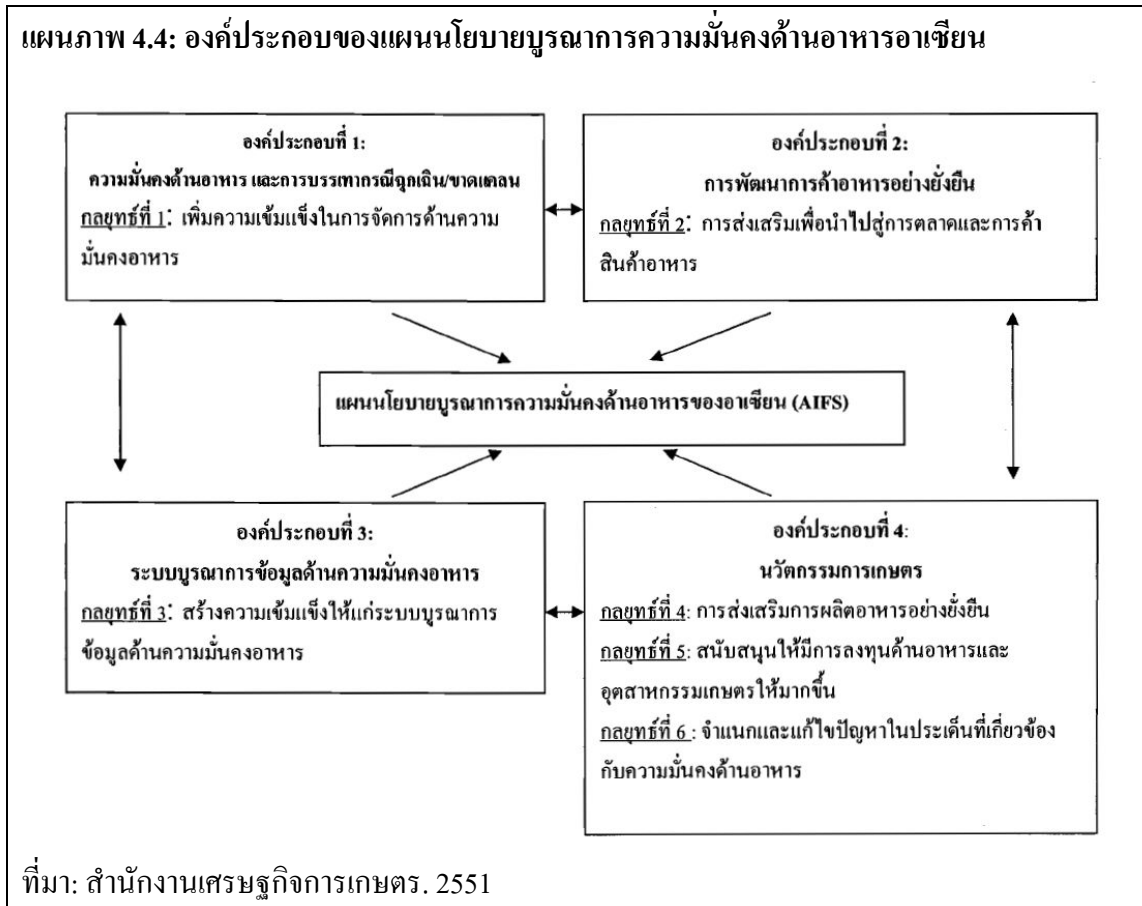 แผนภาพ 4.4: องค์ประกอบของแผนนโยบายบูรณาการความมั่นคงด้านอาหารอาเซียน
องค์ประกอบที่ 1:
ความมั่นคงด้านอาหาร และการบรรเทากรณีฉุกเฉิน/ขาดแคลน
กลยุทธ์ที่ 1: เพิ่มความเข้มแข็งในการจัดการด้านความ
มั่นคงอาหาร
องค์ประกอบที่ 2:
การพัฒนาการค้าอาหารอย่างยั่งยืน
กลยุทธ์ที่ 2: การส่งเสริมเพื่อนำไปสู่การตลาดและการค้า
สินค้าอาหาร
แผนนโยบายบูรณาการความมั่นคงด้านอาหารของอาเซียน (AIFS)
องค์ประกอบที่ 3:
ระบบบูรณาการข้อมูลด้านความมั่นคงอาหาร
กลยุทธ์ที่ 3: สร้างความเข้มแข็งให้แก่ระบบบูรณาการ
ข้อมูลด้านความมั่นคงอาหาร
องค์ประกอบที่ 4:
นวัตกรรมการเกษตร
กลยุทธ์ที่ 4: การส่งเสริมการผลิตอาหารอย่างยั่งยืน
กลยุทธ์ที่ 5: สนับสนุนให้มีการลงทุนด้านอาหารและ
อุตสาหกรรมเกษตรให้มากขึ้น
กลยุทธ์ที่ 6 : จำแนกและแก้ไขปัญหาในประเด็นที่เกี่ยวข้อง
กับความมั่นคงด้านอาหาร
ที่มา: สำนักงานเศรษฐกิจการเกษตร. 2551